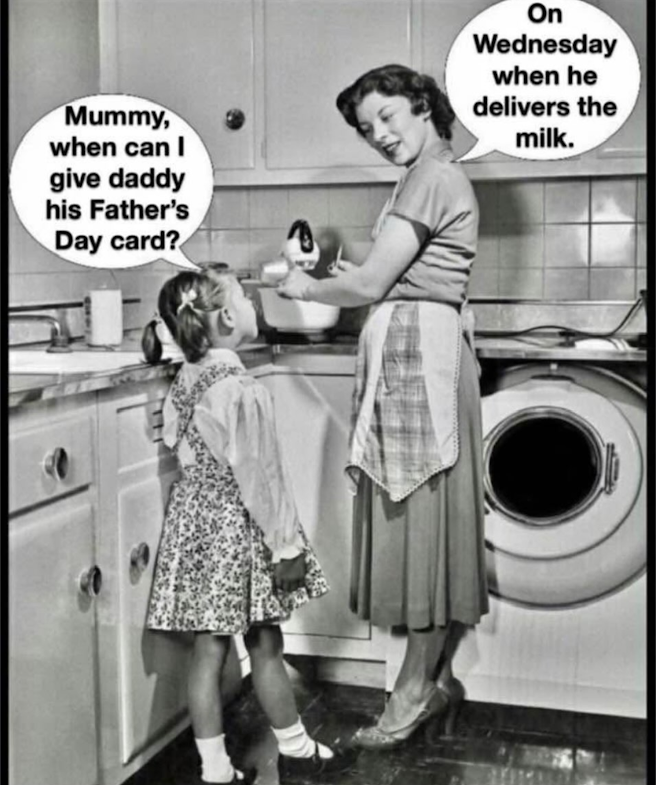 Mummy,
when can I
give daddy
his Father's
Day card?
On
Wednesday
when he
delivers the
milk.